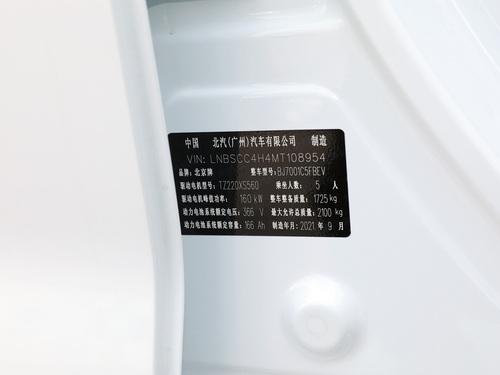 中国 北汽(广州)汽车有限公司 制造
VIN: LNBSCC4H4MT108954
品牌:北京牌 整车型号:BJ7001C5FBEV
驱动电机型号:TZ220XS560 乘坐人数: 5 人
驱动电机峰值功率: 160 kW 整车整备质量: 1725 kg
动力电池系统额定电压: 366 V 最大允许总质量: 2100 kg
动力电池系统额定容量: 166 Ah 制造年月: 2021 年 9 月